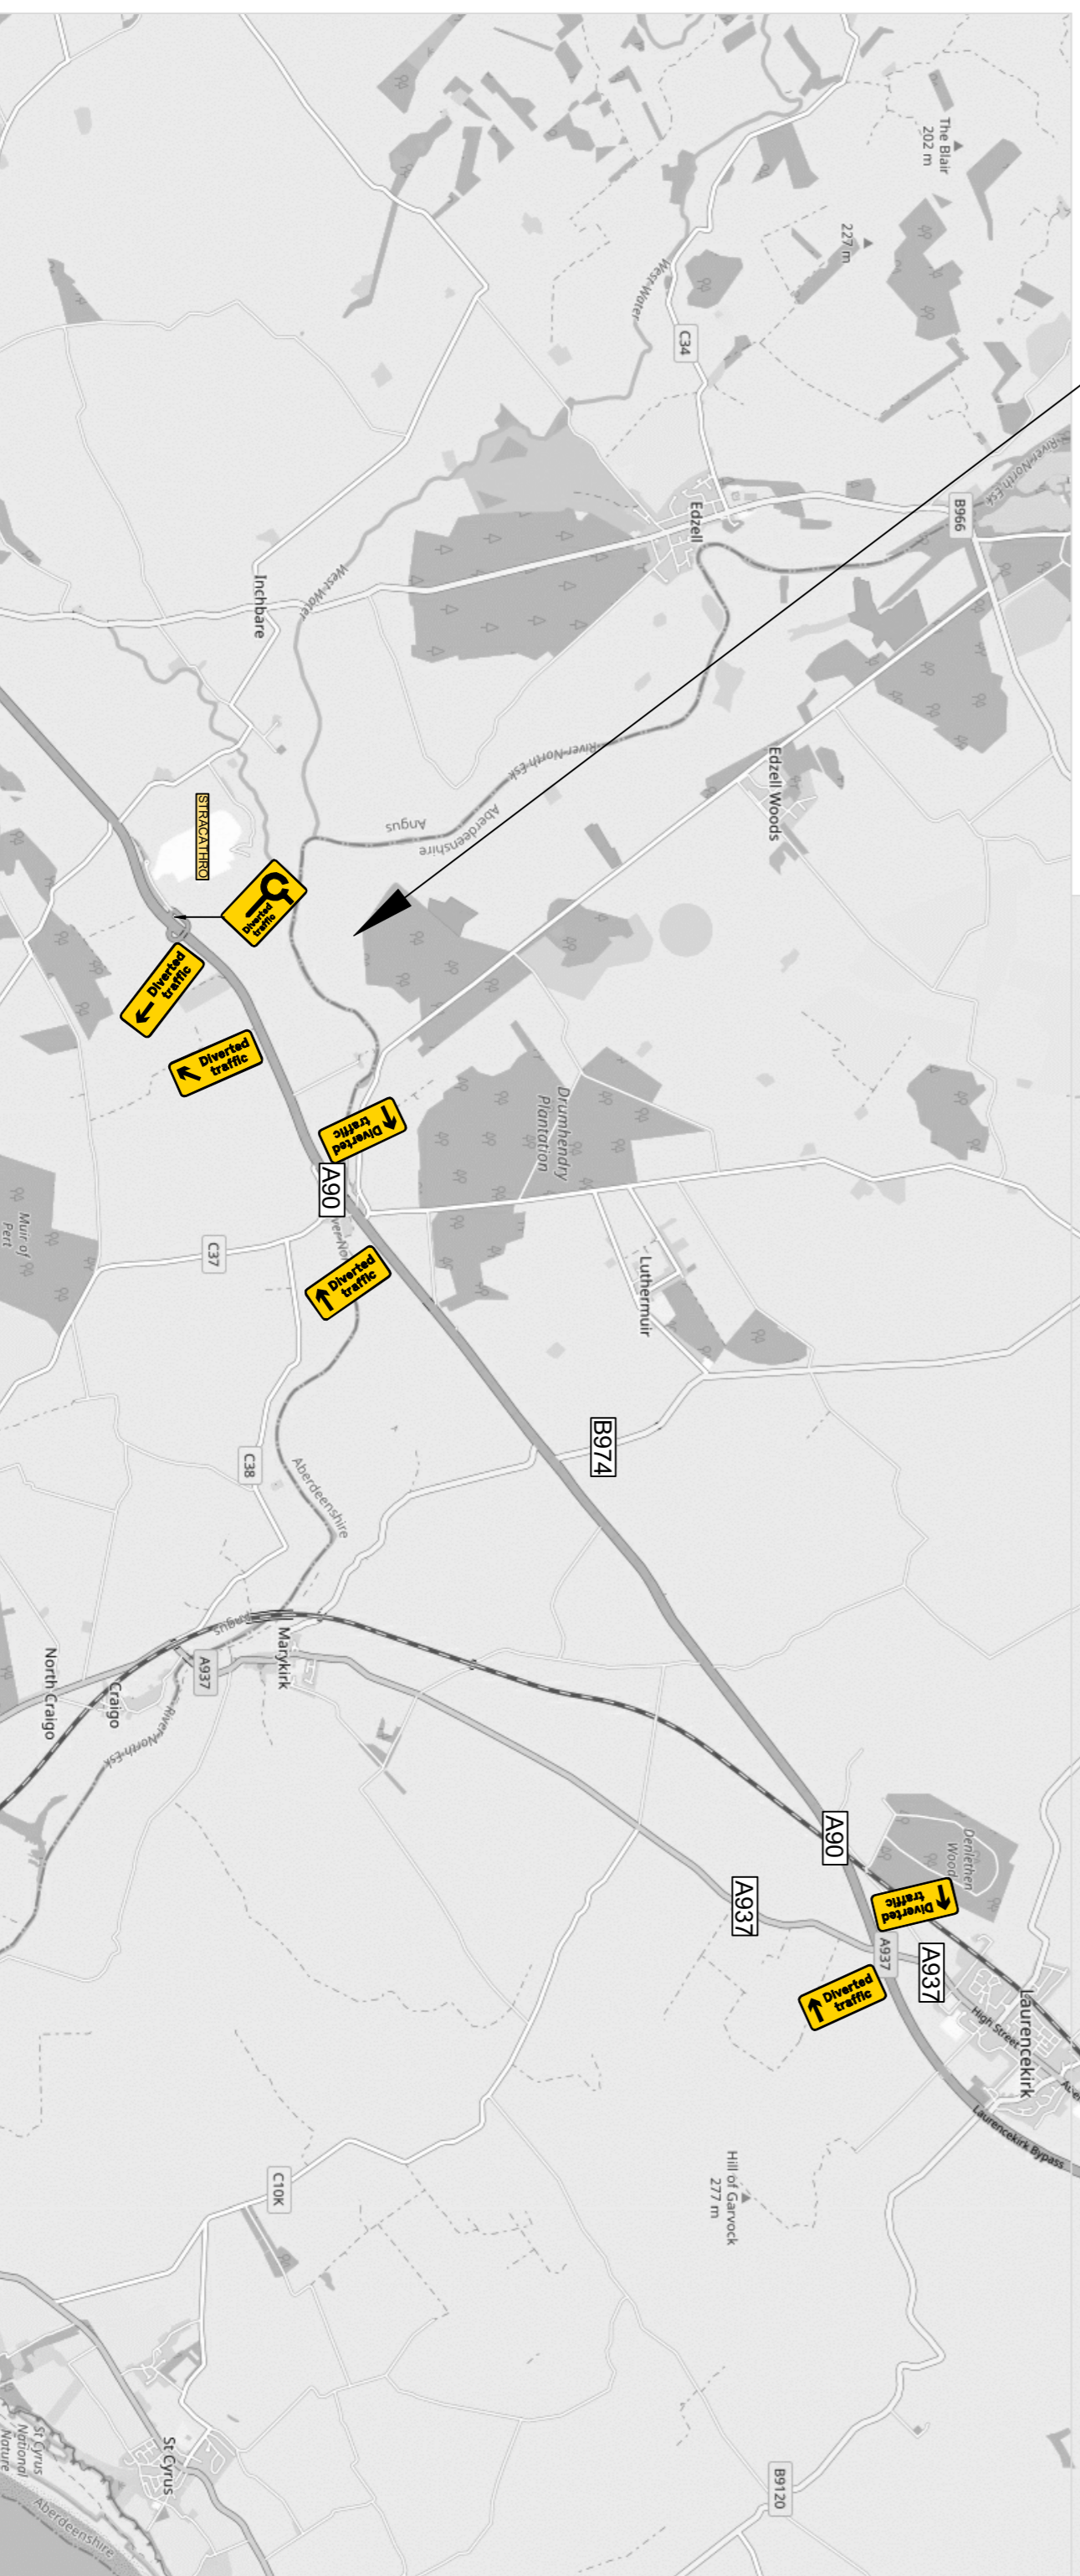 The Blair
202 m
227 m
West Water
C34
River North Esk
B966
Edzell
Inchbare
West Water
Edzell Woods
River North Esk
Angus
Aberdeenshire
STRACATHRO
Diverted
traffic
Diverted
traffic
Diverted
traffic
Diverted
traffic
Drumhendry
Plantation
A90
C37
Muir of
Pert
Diverted
traffic
Luthermuir
B974
C38
Aberdeenshire
Angus
Marykirk
A937
North Craigo
Craigo
River North Esk
A90
Denlethen
Wood
Diverted
traffic
A937
A937
A937
Diverted
traffic
Laurencekirk
High Street
Laurencekirk Bypass
Hill of Garvock
277 m
C10K
St Cyrus
B9120
St Cyrus
National
Nature
Aberdeenshire